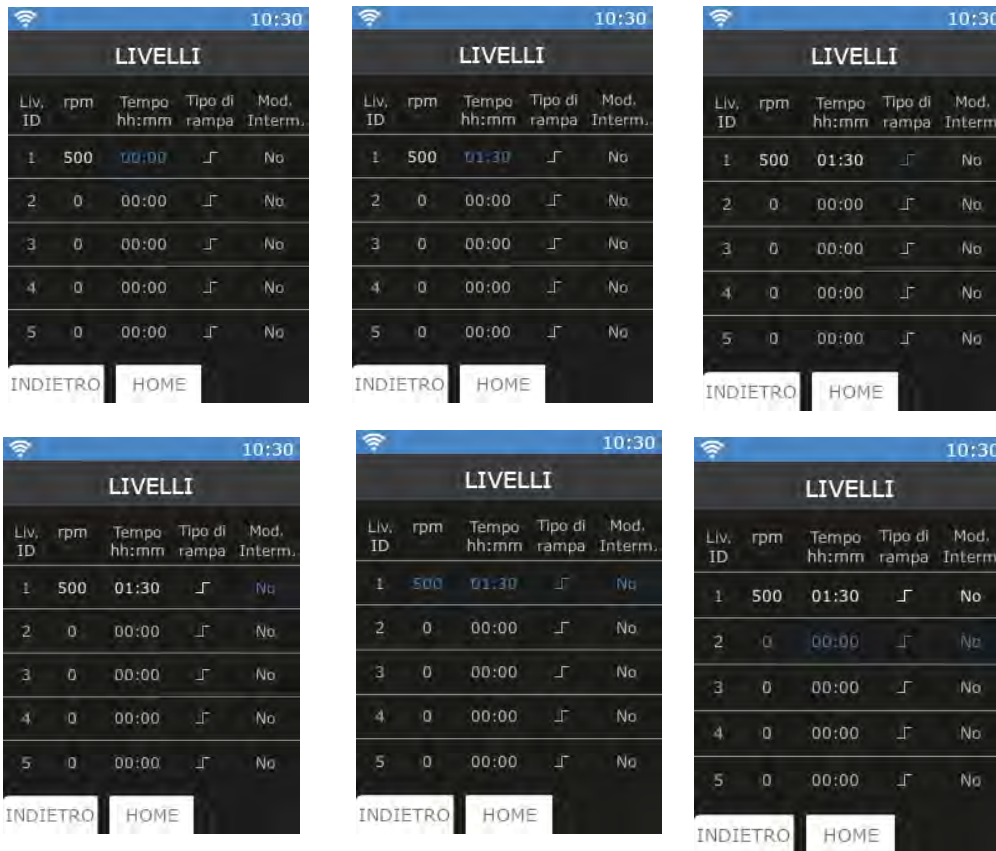 10:30
LIVELLI
Liv. ID rpm Tempo hh:mm Tipo di rampa Mod. Interm.
1 500 00:00 No
2 0 00:00 No
3 0 00:00 No
4 0 00:00 No
5 0 00:00 No
INDIETRO HOME
10:30
LIVELLI
Liv. ID rpm Tempo hh:mm Tipo di rampa Mod. Interm.
1 500 01:30 No
2 0 00:00 No
3 0 00:00 No
4 0 00:00 No
5 0 00:00 No
INDIETRO HOME
10:30
LIVELLI
Liv. ID rpm Tempo hh:mm Tipo di rampa Mod. Interm
1 500 01:30 No
2 0 00:00 No
3 0 00:00 No
4 0 00:00 No
5 0 00:00 No
INDIETRO HOME
10:30
LIVELLI
Liv. ID rpm Tempo hh:mm Tipo di rampa Mod. Interm.
1 500 01:30 No
2 0 00:00 No
3 0 00:00 No
4 0 00:00 No
5 0 00:00 No
INDIETRO HOME
10:30
LIVELLI
Liv. ID rpm Tempo hh:mm Tipo di rampa Mod. Interm.
1 500 01:30 No
2 0 00:00 No
3 0 00:00 No
4 0 00:00 No
5 0 00:00 No
INDIETRO HOME
10:30
LIVELLI
Liv. ID rpm Tempo hh:mm Tipo di rampa Mod. Interm
1 500 01:30 No
2 0 00:00 No
3 0 00:00 No
4 0 00:00 No
5 0 00:00 No
INDIETRO HOME